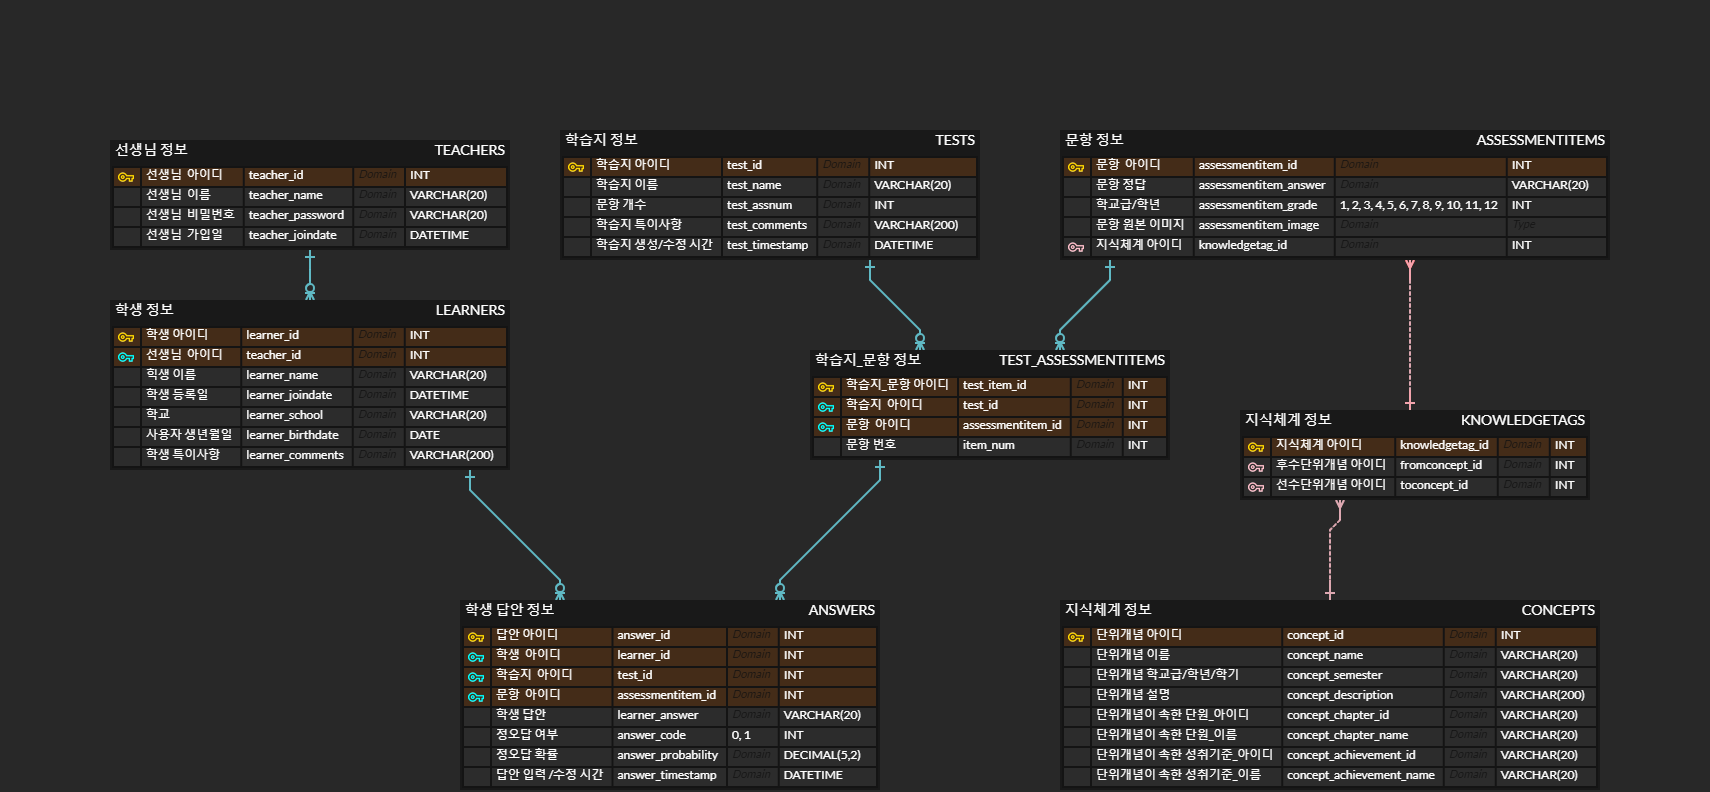 선생님 정보 TEACHERS
선생님 아이디 teacher_id Domain INT
선생님 이름 teacher_name Domain VARCHAR(20)
선생님 비밀번호 teacher_password Domain VARCHAR(20)
선생님 가입일 teacher_joindate Domain DATETIME
학습지 정보 TESTS
학습지 아이디 test_id Domain INT
학습지 이름 test_name Domain VARCHAR(20)
문항 개수 test_assnum Domain INT
학습지 특이사항 test_comments Domain VARCHAR(200)
학습지 생성/수정 시간 test_timestamp Domain DATETIME
문항 정보 ASSESSMENTITEMS
문항 아이디 assessmentitem_id Domain INT
문항 정답 assessmentitem_answer Domain VARCHAR(20)
학교급/학년 assessmentitem_grade 1, 2, 3, 4, 5, 6, 7, 8, 9, 10, 11, 12 INT
문항 원본 이미지 assessmentitem_image Domain Type
지식체계 아이디 knowledgetag_id Domain INT
학생 정보 LEARNERS
학생 아이디 learner_id Domain INT
선생님 아이디 teacher_id Domain INT
학생 이름 learner_name Domain VARCHAR(20)
학생 등록일 learner_joindate Domain DATETIME
학교 learner_school Domain VARCHAR(20)
사용자 생년월일 learner_birthdate Domain DATE
학생 특이사항 learner_comments Domain VARCHAR(200)
학습지_문항 정보 TEST_ASSESSMENTITEMS
학습지_문항 아이디 test_item_id Domain INT
학습지 아이디 test_id Domain INT
문항 아이디 assessmentitem_id Domain INT
문항 번호 item_num Domain INT
지식체계 정보 KNOWLEDGETAGS
지식체계 아이디 knowledgetag_id Domain INT
후수단위개념 아이디 fromconcept_id Domain INT
선수단위개념 아이디 toconcept_id Domain INT
학생 답안 정보 ANSWERS
답안 아이디 answer_id Domain INT
학생 아이디 learner_id Domain INT
학습지 아이디 test_id Domain INT
문항 아이디 assessmentitem_id Domain INT
학생 답안 learner_answer Domain VARCHAR(20)
정오답 여부 answer_code 0, 1 INT
정오답 확률 answer_probability Domain DECIMAL(5,2)
답안 입력 /수정 시간 answer_timestamp Domain DATETIME
지식체계 정보 CONCEPTS
단위개념 아이디 concept_id Domain INT
단위개념 이름 concept_name Domain VARCHAR(20)
단위개념 학교급/학년/학기 concept_semester Domain VARCHAR(20)
단위개념 설명 concept_description Domain VARCHAR(200)
단위개념이 속한 단원_아이디 concept_chapter_id Domain VARCHAR(20)
단위개념이 속한 단원_이름 concept_chapter_name Domain VARCHAR(20)
단위개념이 속한 성취기준_아이디 concept_achievement_id Domain VARCHAR(20)
단위개념이 속한 성취기준_이름 concept_achievement_name Domain VARCHAR(20)